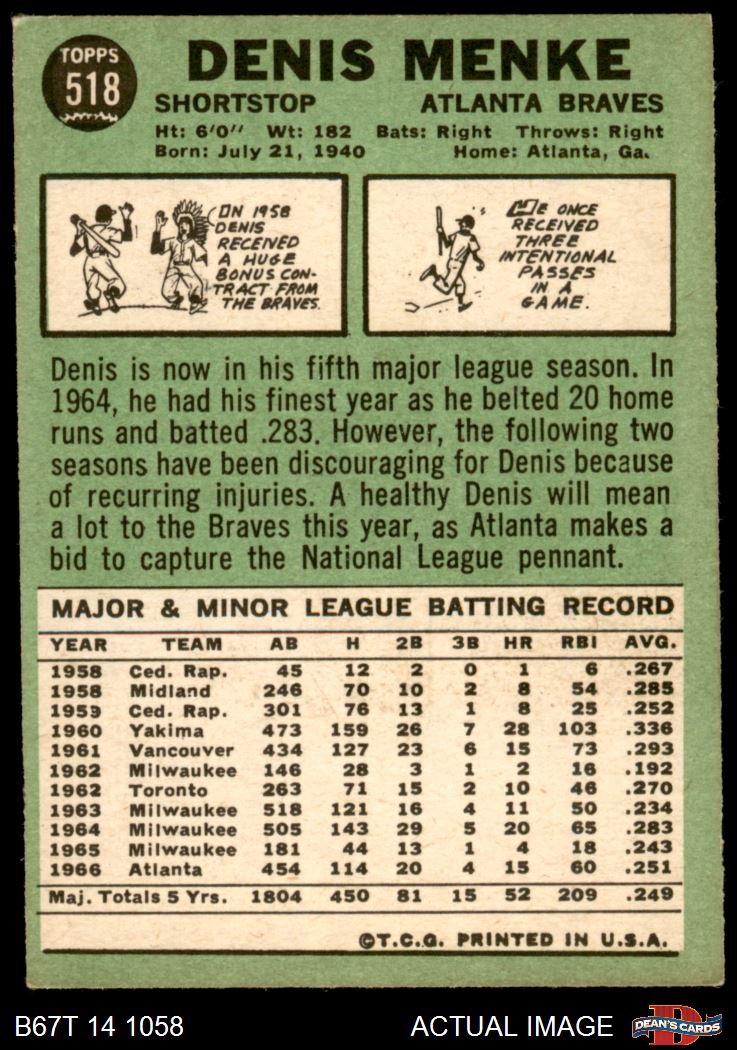 TOPPS
518
DENIS MENKE
SHORTSTOP ATLANTA BRAVES
Ht: 6'0" Wt: 182 Bats: Right Throws: Right
Born: July 21, 1940 Home: Atlanta, Ga.
IN 1958
DENIS
RECEIVED
A HUGE
BONUS CON-
TRACT FROM
THE BRAVES.
HE ONCE
RECEIVED
THREE
INTENTIONAL
PASSES
IN A
GAME.
Denis is now in his fifth major league season. In
1964, he had his finest year as he belted 20 home
runs and batted .283. However, the following two
seasons have been discouraging for Denis because
of recurring injuries. A healthy Denis will mean
a lot to the Braves this year, as Atlanta makes a
bid to capture the National League pennant.
MAJOR & MINOR LEAGUE BATTING RECORD
YEAR TEAM AB H 2B 3B HR RBI AVG.
1958 Ced. Rap. 45 12 2 0 1 6 .267
1958 Midland 246 70 10 2 8 54 .285
1959 Ced. Rap. 301 76 13 1 8 25 .252
1960 Yakima 473 159 26 7 28 103 .336
1961 Vancouver 434 127 23 6 15 73 .293
1962 Milwaukee 146 28 3 1 2 16 .192
1962 Toronto 263 71 15 2 10 46 .270
1963 Milwaukee 518 121 16 4 11 50 .234
1964 Milwaukee 505 143 29 5 20 65 .283
1965 Milwaukee 181 44 13 1 4 18 .243
1966 Atlanta 454 114 20 4 15 60 .251
Maj. Totals 5 Yrs. 1804 450 81 15 52 209 .249
©T.C.G. PRINTED IN U.S.A.
B67T 14 1058 ACTUAL IMAGE DEAN'S CARDS